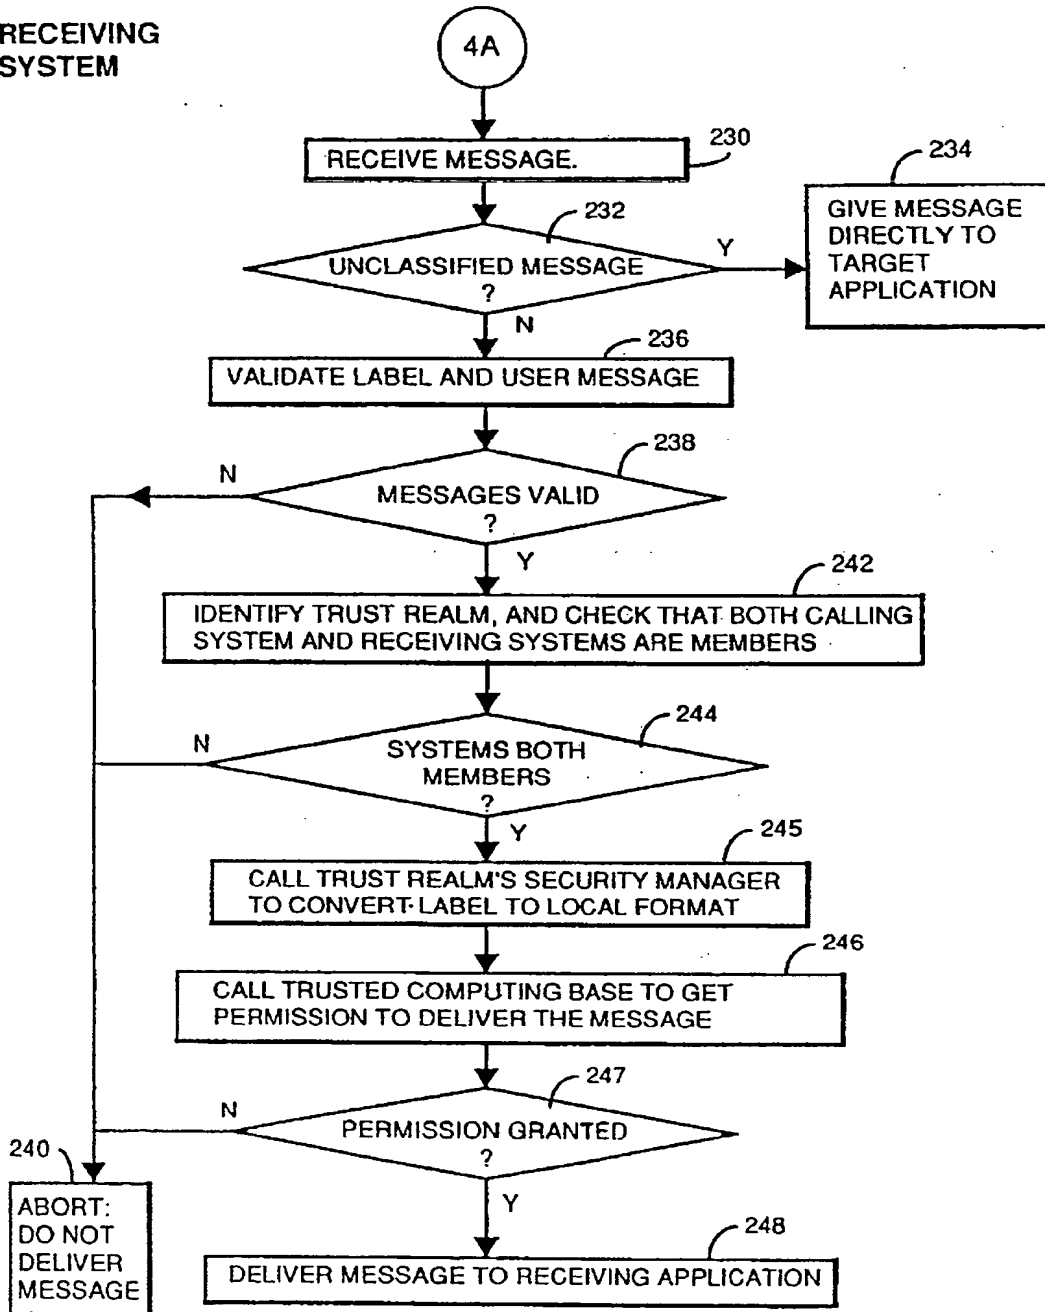 RECEIVING
SYSTEM
4A
230
RECEIVE MESSAGE.
232
234
UNCLASSIFIED MESSAGE
?
Y
GIVE MESSAGE
DIRECTLY TO
TARGET
APPLICATION
N
236
VALIDATE LABEL AND USER MESSAGE
238
N
MESSAGES VALID
?
Y
242
IDENTIFY TRUST REALM, AND CHECK THAT BOTH CALLING
SYSTEM AND RECEIVING SYSTEMS ARE MEMBERS
244
N
SYSTEMS BOTH
MEMBERS
?
Y
245
CALL TRUST REALM'S SECURITY MANAGER
TO CONVERT LABEL TO LOCAL FORMAT
246
CALL TRUSTED COMPUTING BASE TO GET
PERMISSION TO DELIVER THE MESSAGE
247
N
PERMISSION GRANTED
?
Y
240
ABORT:
DO NOT
DELIVER
MESSAGE
248
DELIVER MESSAGE TO RECEIVING APPLICATION